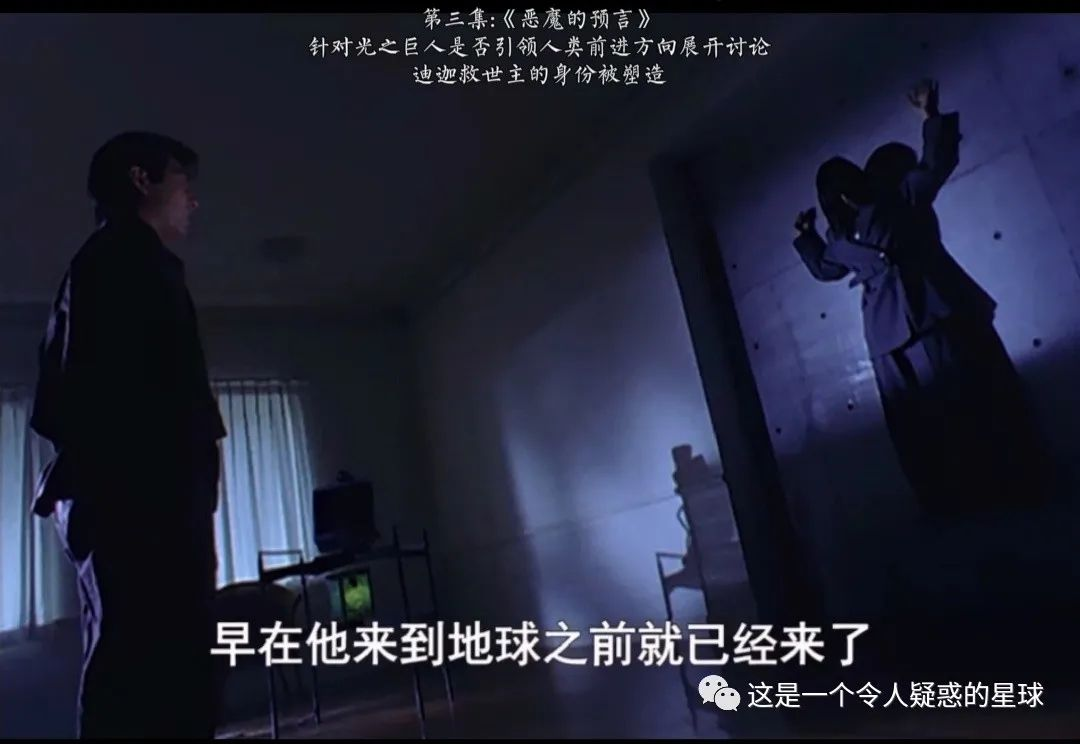 第三集:《恶魔的预言》
针对光之巨人是否引领人类前进方向展开讨论
迪迦救世主的身份被塑造
早在他来到地球之前就已经来了
这是一个令人疑惑的星球